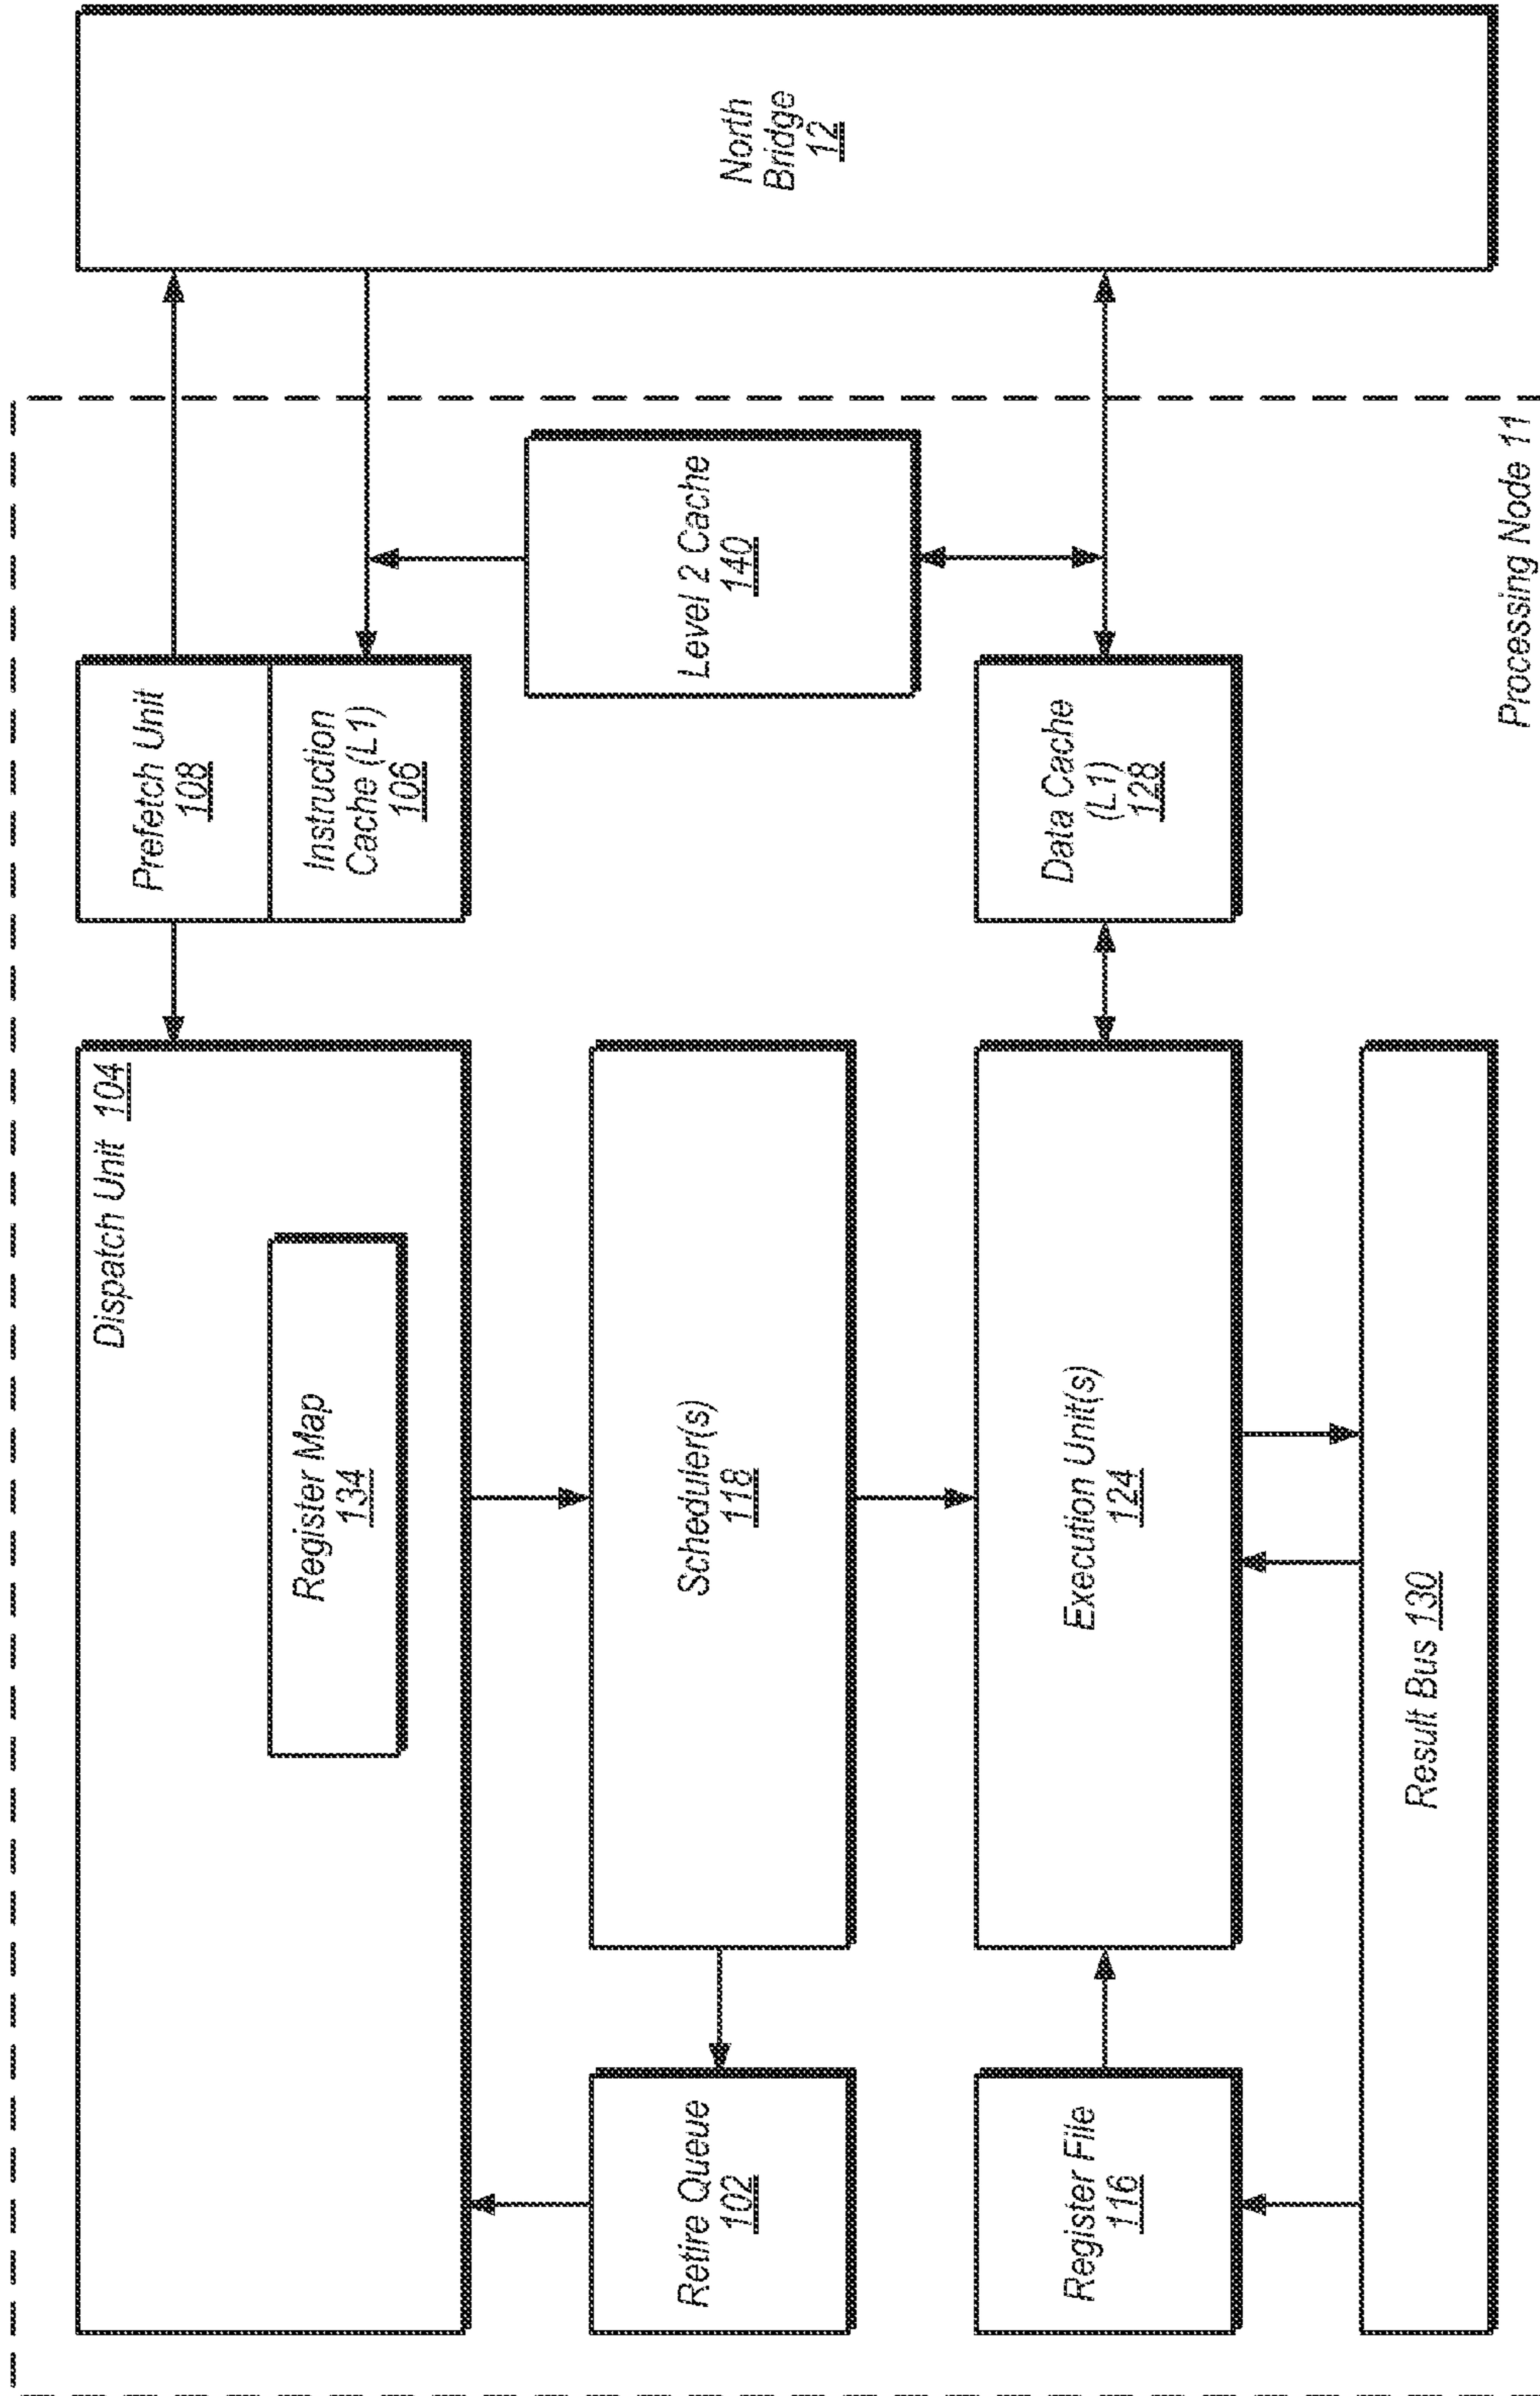 Dispatch Unit 104
Register Map
134
Prefetch Unit
108
Instruction
Cache (L1)
106
North
Bridge
12
Retire Queue
102
Scheduler(s)
118
Level 2 Cache
140
Register File
116
Execution Unit(s)
124
Data Cache
(L1)
128
Result Bus 130
Processing Node 11